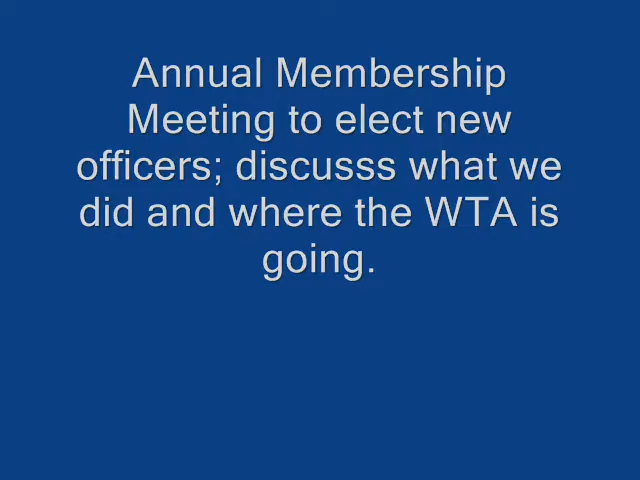 Annual Membership
Meeting to elect new
officers; discusss what we
did and where the WTA is
going.